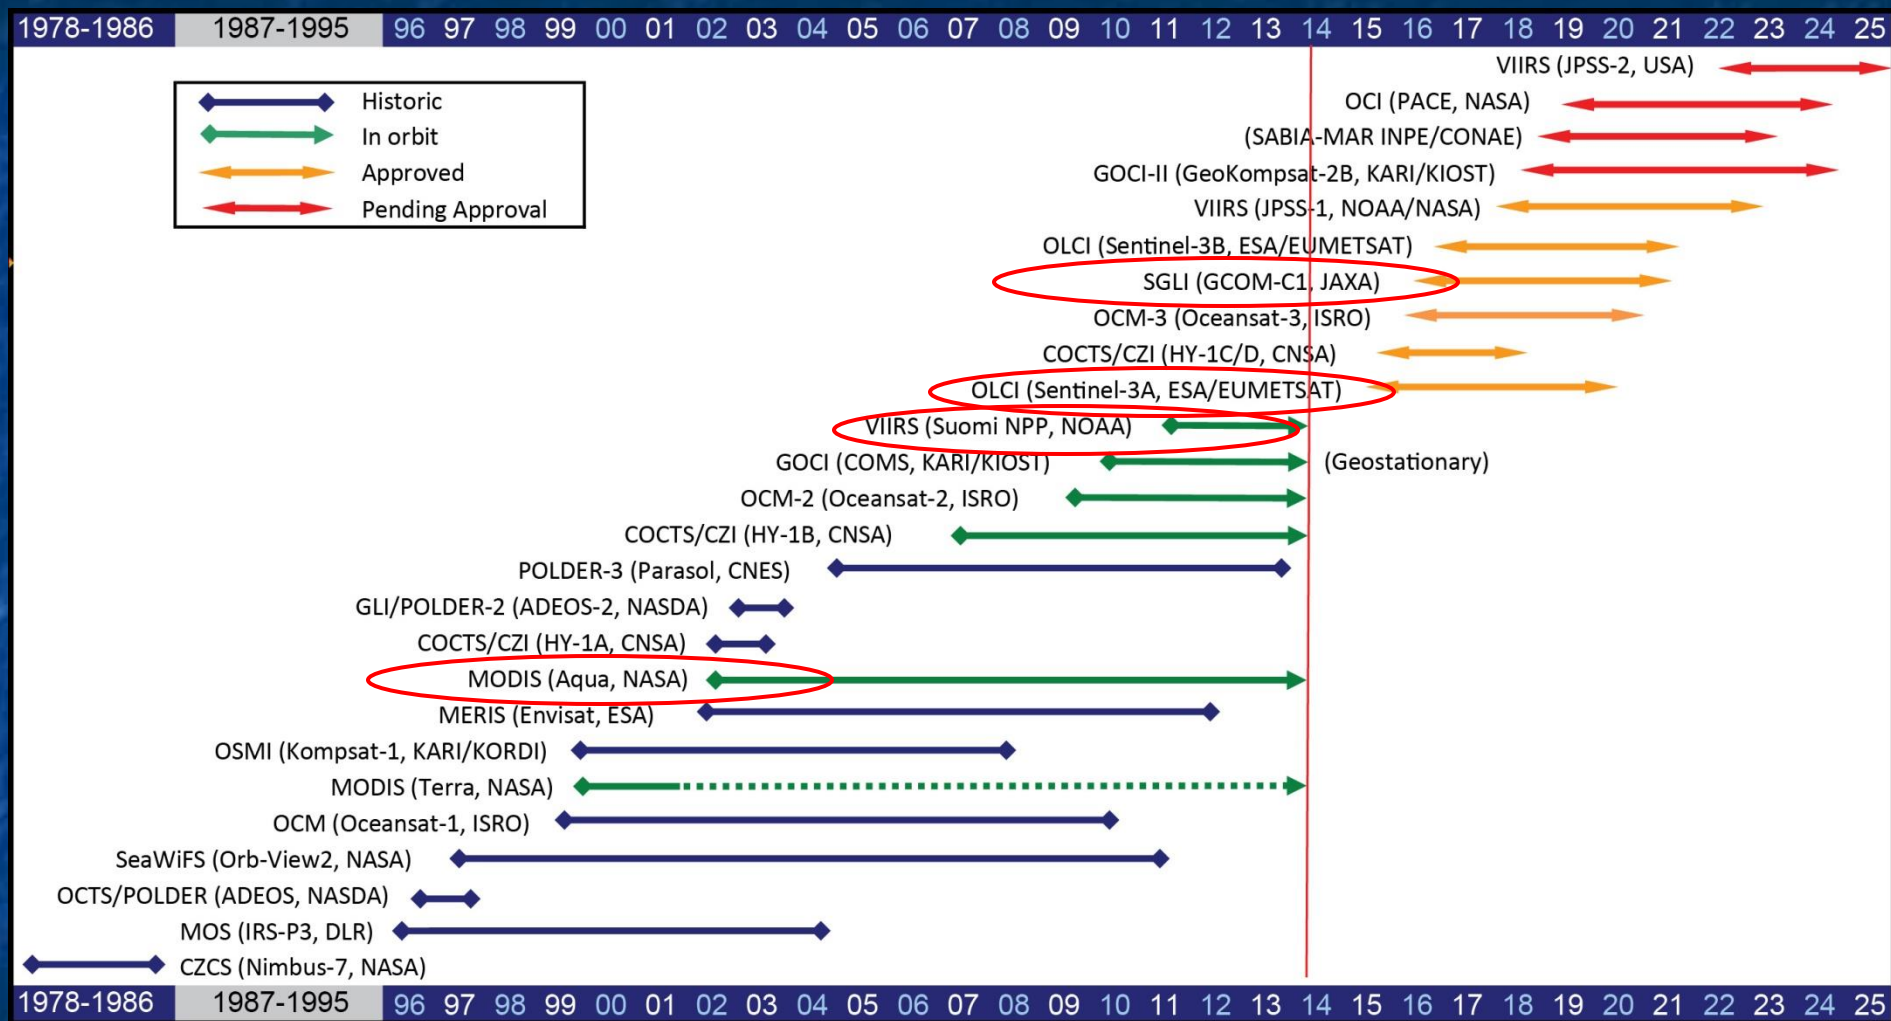 1978-1986 1987-1995 96 97 98 99 00 01 02 03 04 05 06 07 08 09 10 11 12 13 14 15 16 17 18 19 20 21 22 23 24 25
VIIRS (JPSS-2, USA)
Historic
OCI (PACE, NASA)
In orbit
(SABIA-MAR INPE/CONAE)
Approved
GOCI-II (GeoKompsat-2B, KARI/KIOST)
Pending Approval
VIIRS (JPSS-1, NOAA/NASA)
OLCI (Sentinel-3B, ESA/EUMETSAT)
SGLI (GCOM-C1, JAXA)
OCM-3 (Oceansat-3, ISRO)
COCTS/CZI (HY-1C/D, CNSA)
OLCI (Sentinel-3A, ESA/EUMETSAT)
VIIRS (Suomi NPP, NOAA)
GOCI (COMS, KARI/KIOST) (Geostationary)
OCM-2 (Oceansat-2, ISRO)
COCTS/CZI (HY-1B, CNSA)
POLDER-3 (Parasol, CNES)
GLI/POLDER-2 (ADEOS-2, NASDA)
COCTS/CZI (HY-1A, CNSA)
MODIS (Aqua, NASA)
MERIS (Envisat, ESA)
OSMI (Kompsat-1, KARI/KORDI)
MODIS (Terra, NASA)
OCM (Oceansat-1, ISRO)
SeaWiFS (Orb-View2, NASA)
OCTS/POLDER (ADEOS, NASDA)
MOS (IRS-P3, DLR)
CZCS (Nimbus-7, NASA)
1978-1986 1987-1995 96 97 98 99 00 01 02 03 04 05 06 07 08 09 10 11 12 13 14 15 16 17 18 19 20 21 22 23 24 25